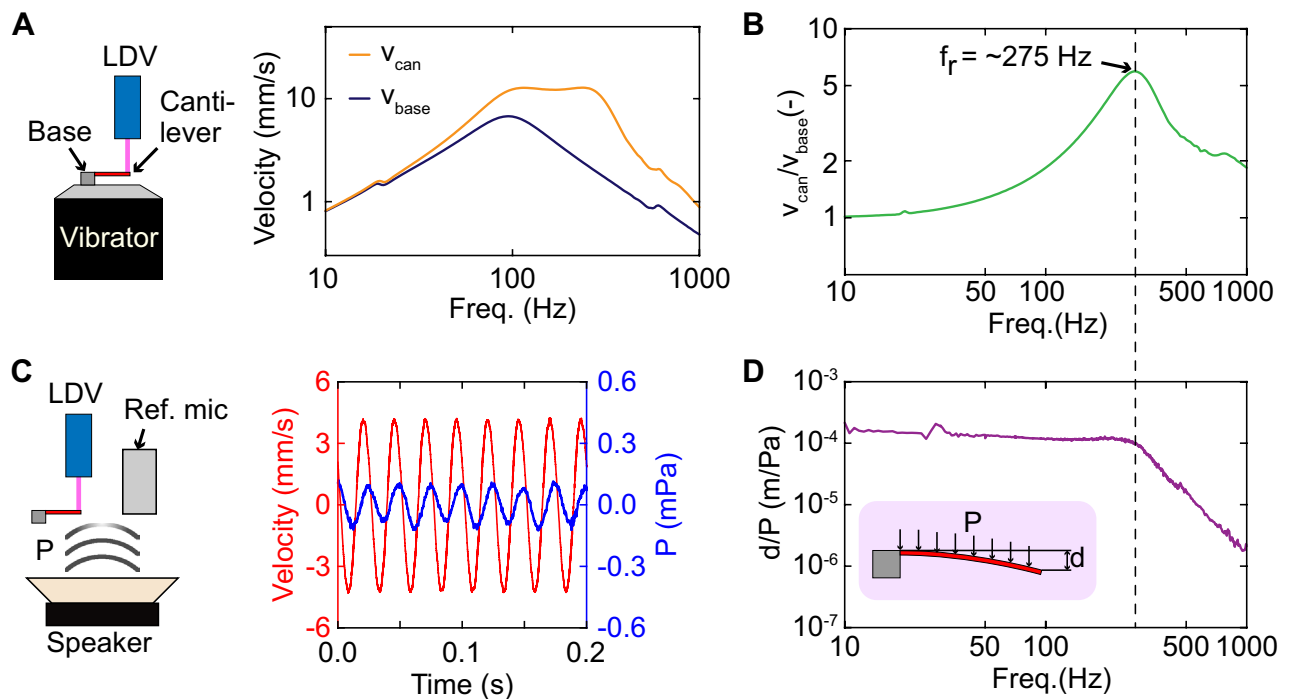 A
LDV
Canti-
lever
Base
Vibrator
v_can
v_base
Velocity (mm/s)
10
1
10
100
1000
Freq. (Hz)
B
f_r = ~275 Hz
v_can/v_base(-)
10
5
2
1
10
50
100
500
1000
Freq.(Hz)
C
LDV
Ref. mic
P
Speaker
Velocity (mm/s)
6
3
0
-3
-6
0.6
0.3
0.0
-0.3
-0.6
P (mPa)
0.0
0.1
0.2
Time (s)
D
d/P (m/Pa)
10⁻³
10⁻⁴
10⁻⁵
10⁻⁶
10⁻⁷
P
d
10
50
100
500
1000
Freq.(Hz)